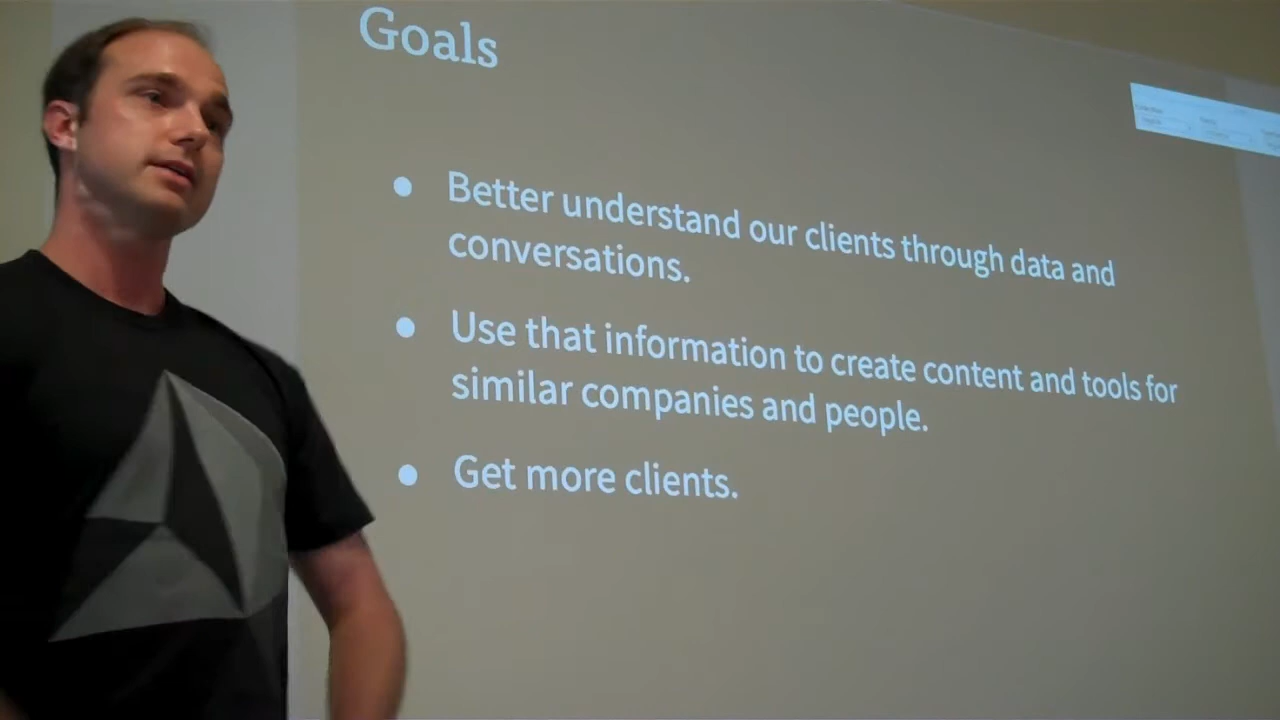 Goals
● Better understand our clients through data and
conversations.
● Use that information to create content and tools for
similar companies and people.
● Get more clients.